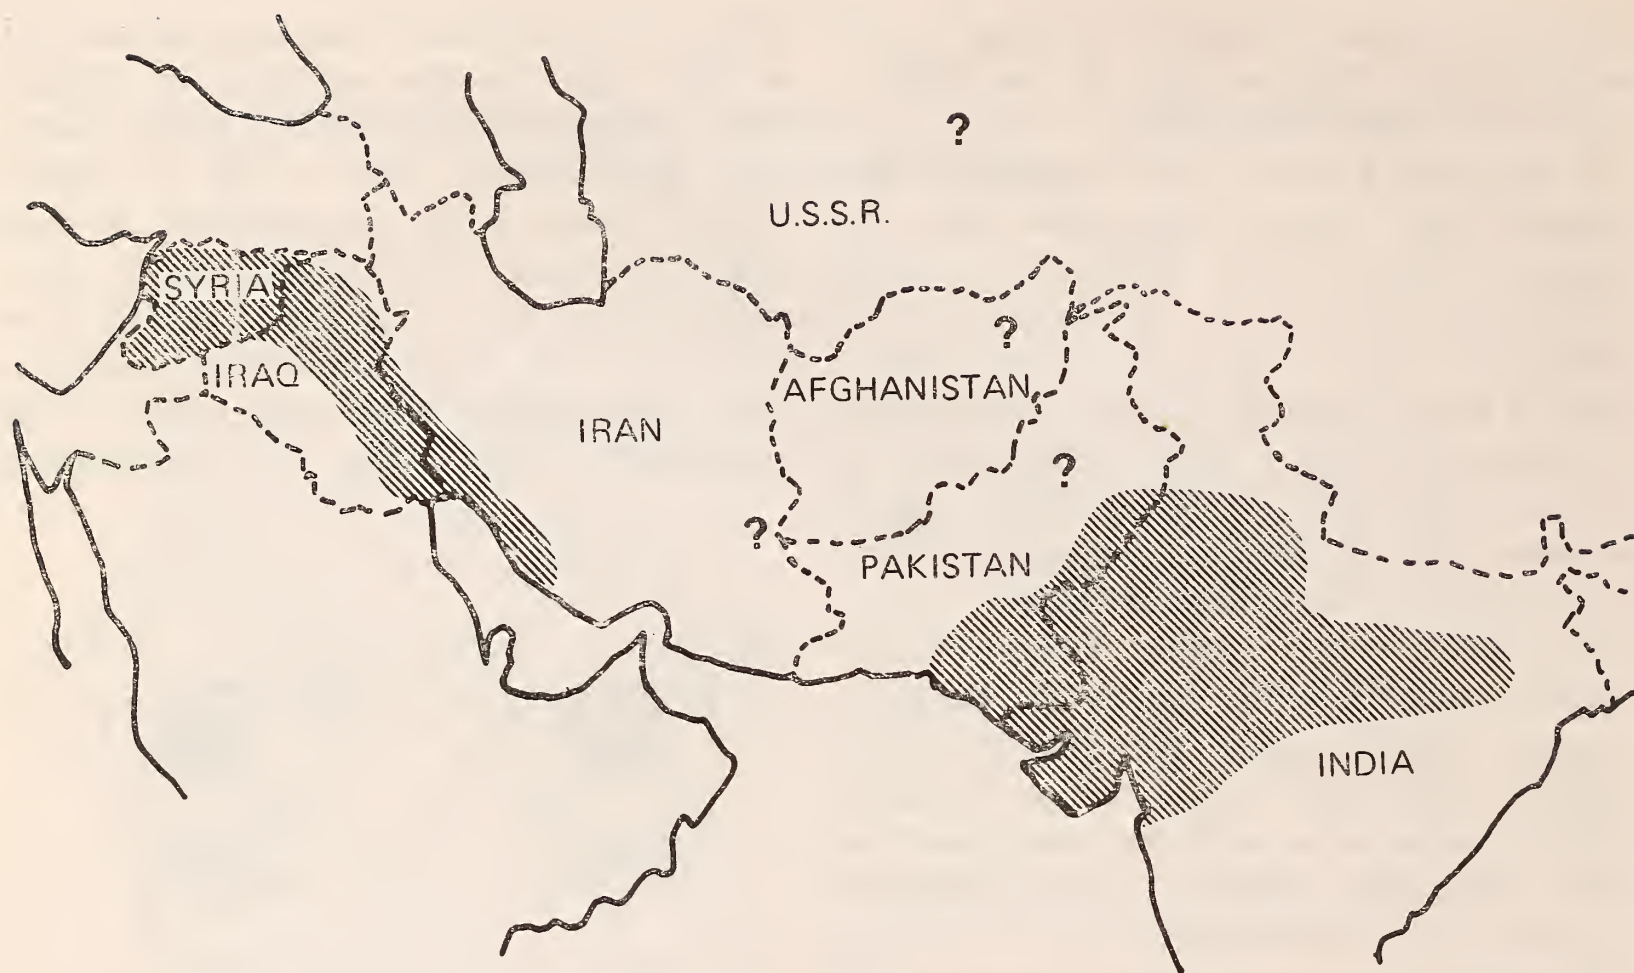 ?
U.S.S.R.
SYRIA
?
IRAQ
AFGHANISTAN
IRAN
?
?
PAKISTAN
INDIA